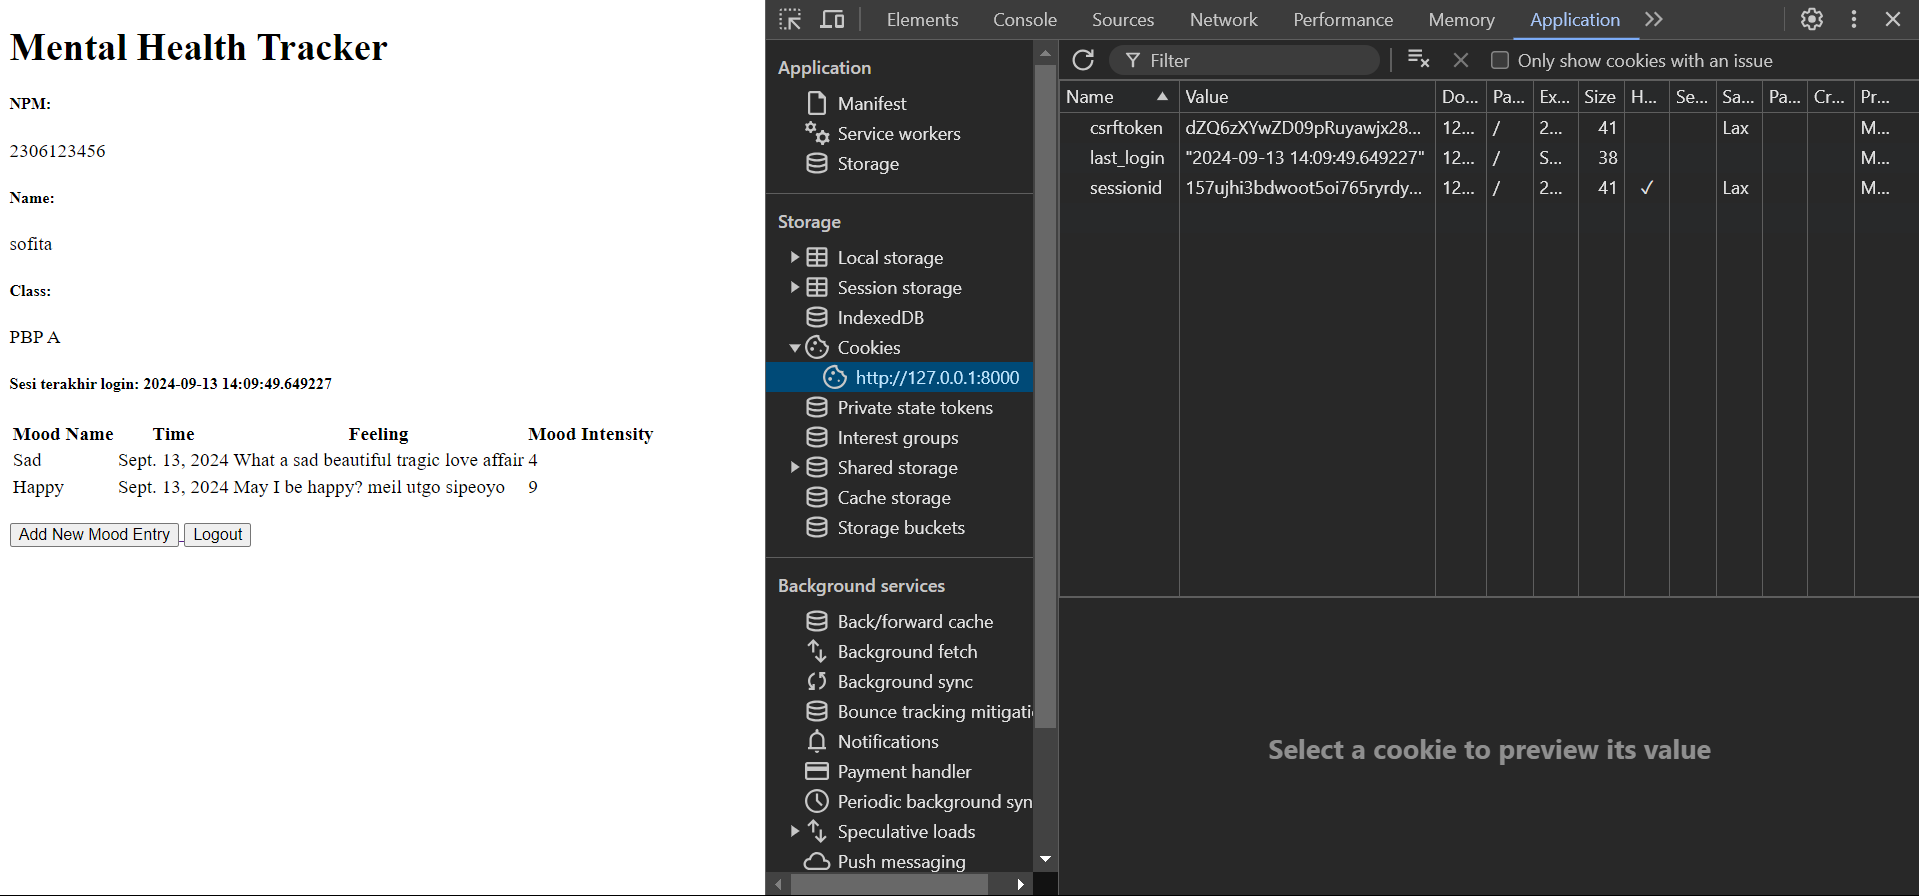 Mental Health Tracker
NPM:
2306123456
Name:
sofita
Class:
PBP A
Sesi terakhir login: 2024-09-13 14:09:49.649227
Mood Name Time Feeling Mood Intensity
Sad Sept. 13, 2024 What a sad beautiful tragic love affair 4
Happy Sept. 13, 2024 May I be happy? meil utgo sipeoyo 9
Add New Mood Entry Logout
Elements Console Sources Network Performance Memory Application
Application
Manifest
Service workers
Storage
Storage
Local storage
Session storage
IndexedDB
Cookies
http://127.0.0.1:8000
Private state tokens
Interest groups
Shared storage
Cache storage
Storage buckets
Background services
Back/forward cache
Background fetch
Background sync
Bounce tracking mitigati
Notifications
Payment handler
Periodic background syn
Speculative loads
Push messaging
Filter Only show cookies with an issue
Name Value Do... Pa... Ex... Size H... Se... Sa... Pa... Cr... Pr...
csrftoken dZQ6zXYwZD09pRuyawjx28... 12... / 2... 41 Lax M...
last_login "2024-09-13 14:09:49.649227" 12... / S... 38 M...
sessionid 157ujhi3bdwoot5oi765ryrdy... 12... / 2... 41 ✓ Lax M...
Select a cookie to preview its value